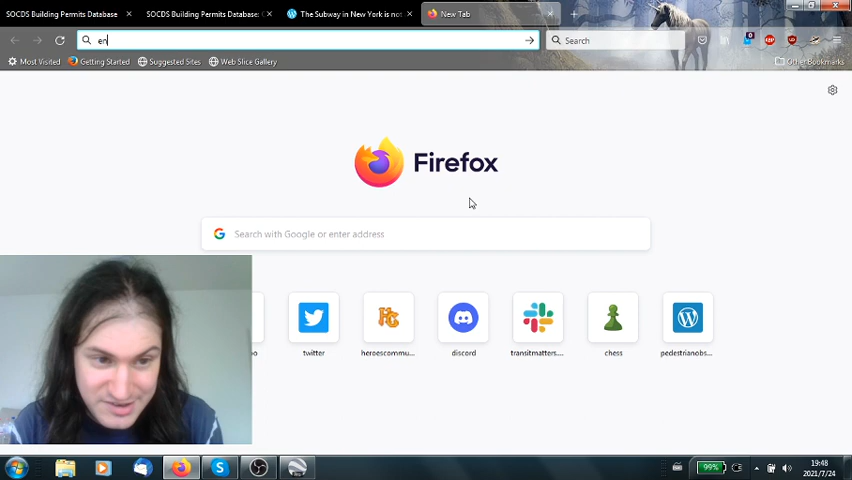 SOCDS Building Permits Database
SOCDS Building Permits Database: C
The Subway in New York is not
New Tab
en
Search
0
Most Visited
Getting Started
Suggested Sites
Web Slice Gallery
Other Bookmarks
Firefox
Search with Google or enter address
twitter
heroescommu...
discord
transitmatters....
chess
pedestrianobs...
99%
19:48
2021/7/24